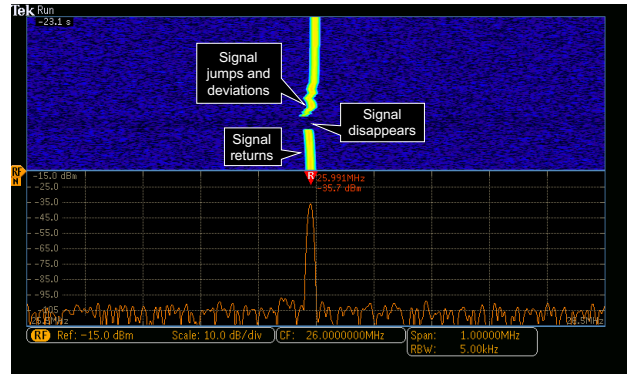 Tek Run
-23.1 s
Signal
jumps and
deviations
Signal
disappears
Signal
returns
RF
N
-15.0 dBm
R 25.991MHz
-35.7 dBm
-25.0
-35.0
-45.0
-55.0
-65.0
-75.0
-85.0
-95.0
RF Ref: -15.0 dBm Scale: 10.0 dB/div CF: 26.0000000MHz Span: 1.00000MHz
RBW: 5.00kHz